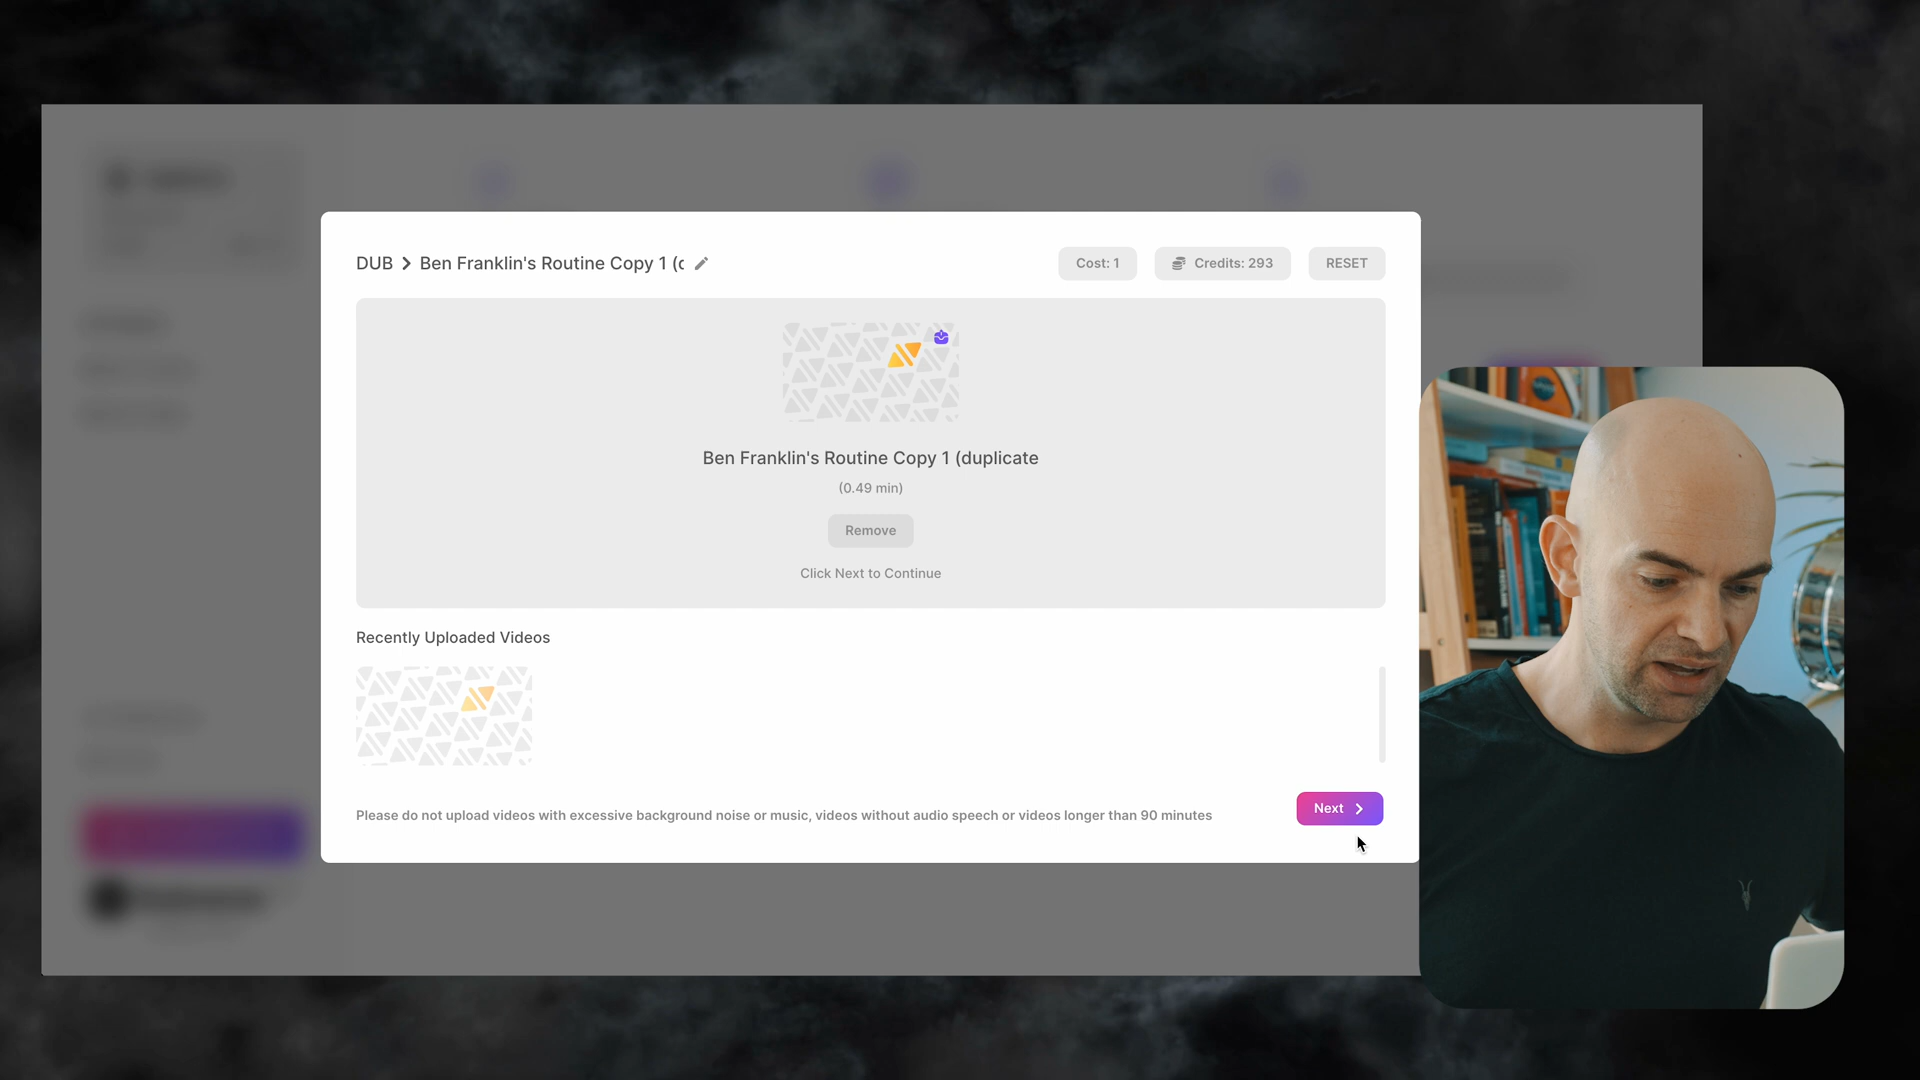 DUB > Ben Franklin's Routine Copy 1 (
Cost: 1
Credits: 293
RESET
Ben Franklin's Routine Copy 1 (duplicate
(0.49 min)
Remove
Click Next to Continue
Recently Uploaded Videos
Please do not upload videos with excessive background noise or music, videos without audio speech or videos longer than 90 minutes
Next >